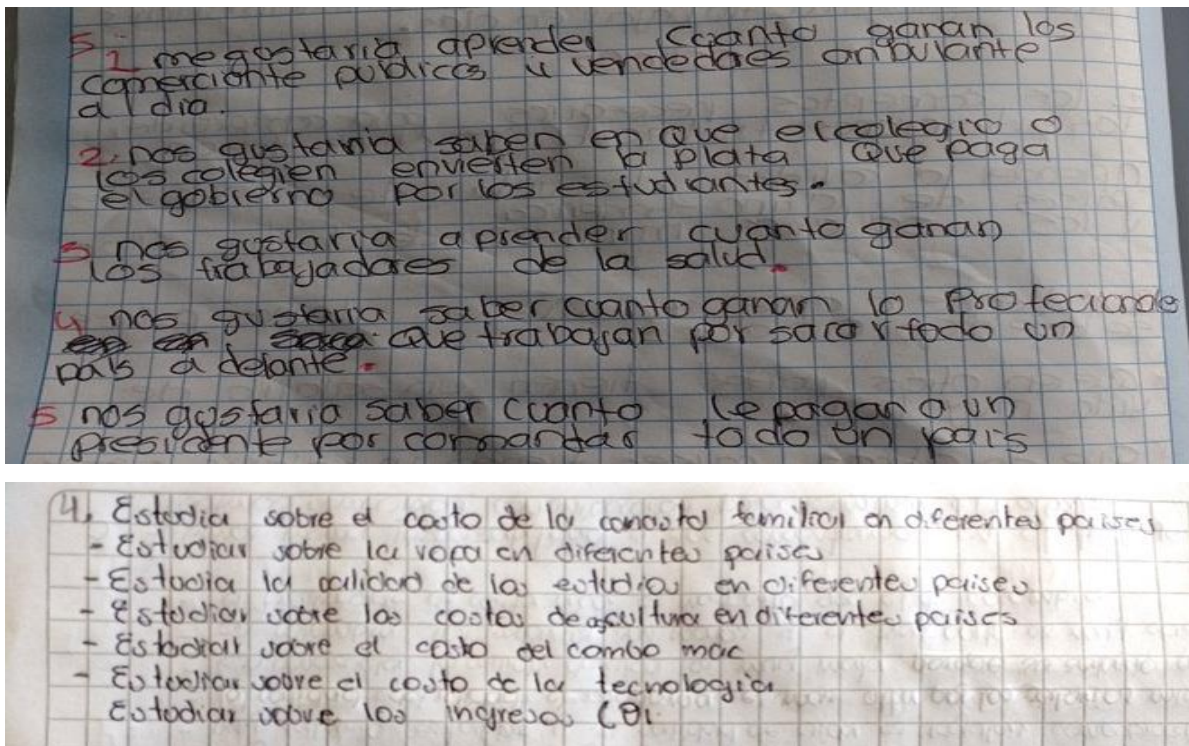 5.
1 me gostaria aprender cuanto ganan los
comerciante publicos i vendedores anbulante
al dia.
2. nos gustaria saben en que el colegio o
los colegien envierten la plata Que paga
el gobierno por los estudiantes.
3 nos gustaria aprender cuanto ganan
los trabajadores de la salud.
4 nos gustaria saber cuanto ganan lo
que trabajan por sacar todo un
pais a delante.
5 nos gustaria saber cuanto le pagan a un
presidente por comandar todo un pais
4. Estudia sobre el costo de la canasta familiar en diferentes paises
- Estudiar sobre la ropa en diferentes paises
- Estudia la calidad de los estudios en diferentes paises
- Estudiar sobre los costos de en diferentes paises
- Estudiar sobre el costo del combo mac
- Estudiar sobre el costo de la tecnologia
Estudiar sobre los ingresos